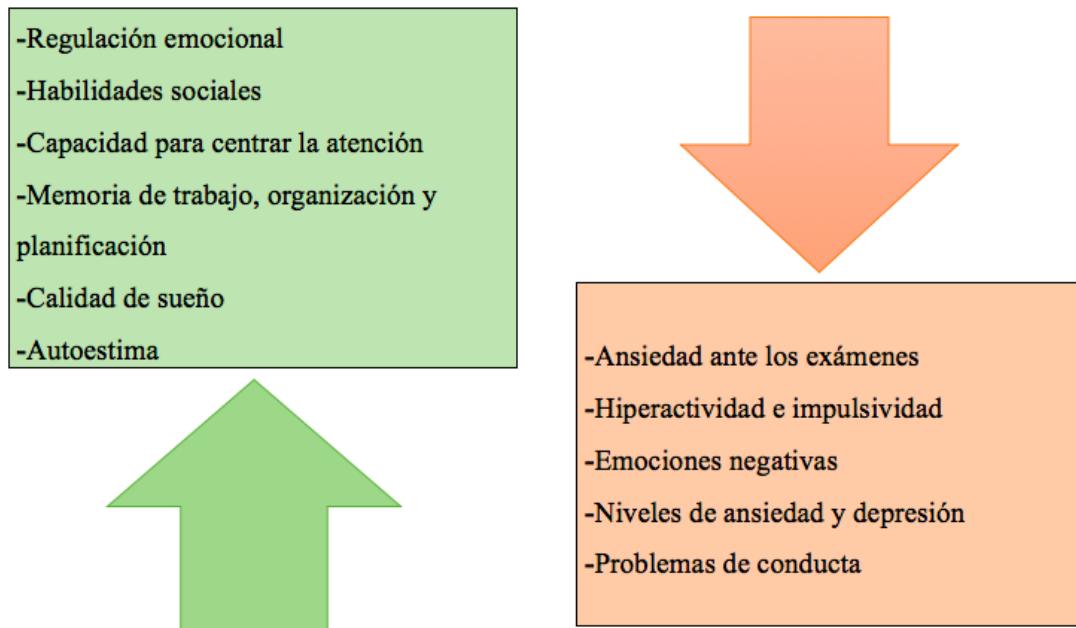 -Regulación emocional
-Habilidades sociales
-Capacidad para centrar la atención
-Memoria de trabajo, organización y
planificación
-Calidad de sueño
-Autoestima
-Ansiedad ante los exámenes
-Hiperactividad e impulsividad
-Emociones negativas
-Niveles de ansiedad y depresión
-Problemas de conducta